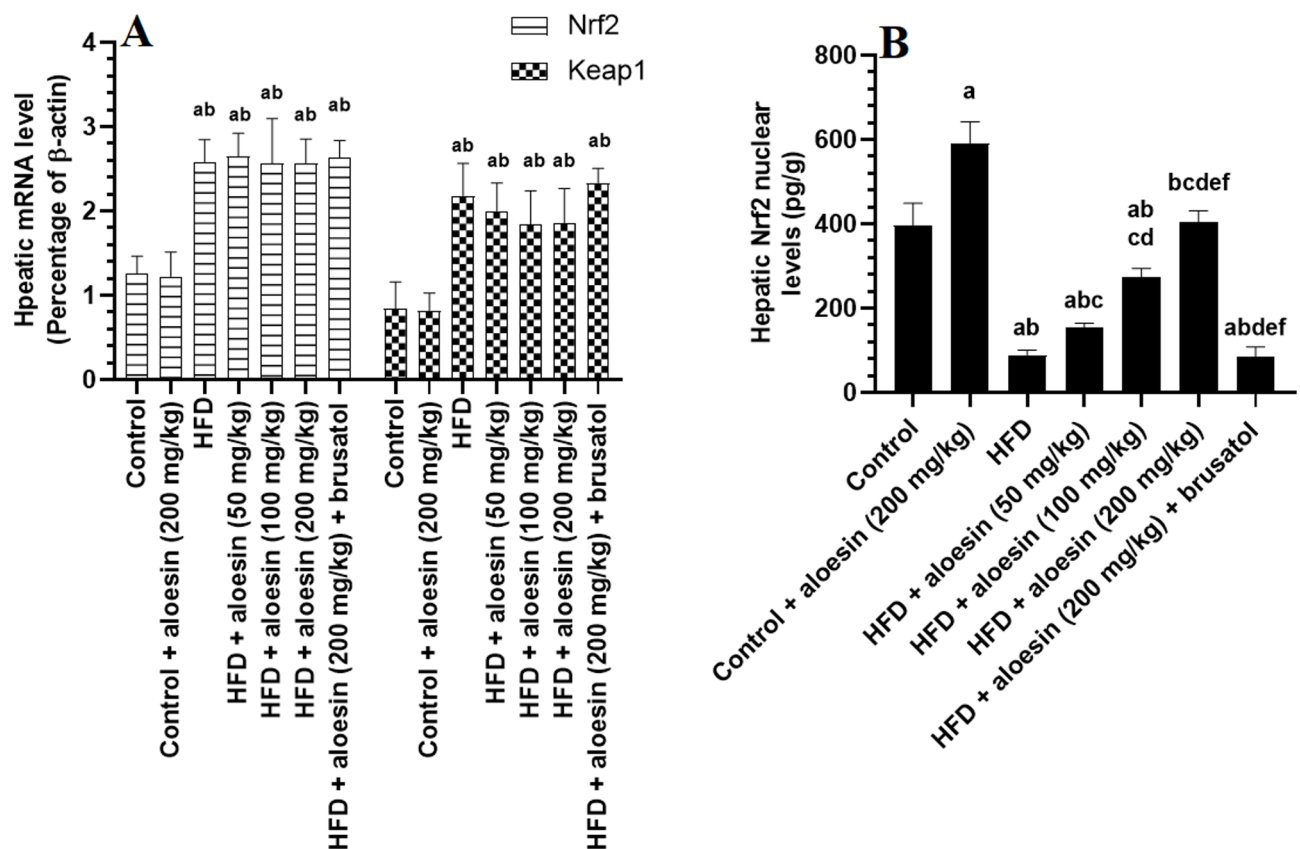 A
Nrf2
Keap1
Hpeatic mRNA level
(Percentage of β-actin)
4
3
2
1
0
ab
ab
ab
ab
ab
ab
ab
ab
ab
ab
Control
Control + aloesin (200 mg/kg)
HFD
HFD + aloesin (50 mg/kg)
HFD + aloesin (100 mg/kg)
HFD + aloesin (200 mg/kg)
HFD + aloesin (200 mg/kg) + brusatol
Control
Control + aloesin (200 mg/kg)
HFD
HFD + aloesin (50 mg/kg)
HFD + aloesin (100 mg/kg)
HFD + aloesin (200 mg/kg)
HFD + aloesin (200 mg/kg) + brusatol
B
Hepatic Nrf2 nuclear
levels (pg/g)
800
600
400
200
0
a
ab
abc
ab
cd
bcdef
abdef
Control
Control + aloesin (200 mg/kg)
HFD
HFD + aloesin (50 mg/kg)
HFD + aloesin (100 mg/kg)
HFD + aloesin (200 mg/kg)
HFD + aloesin (200 mg/kg) + brusatol